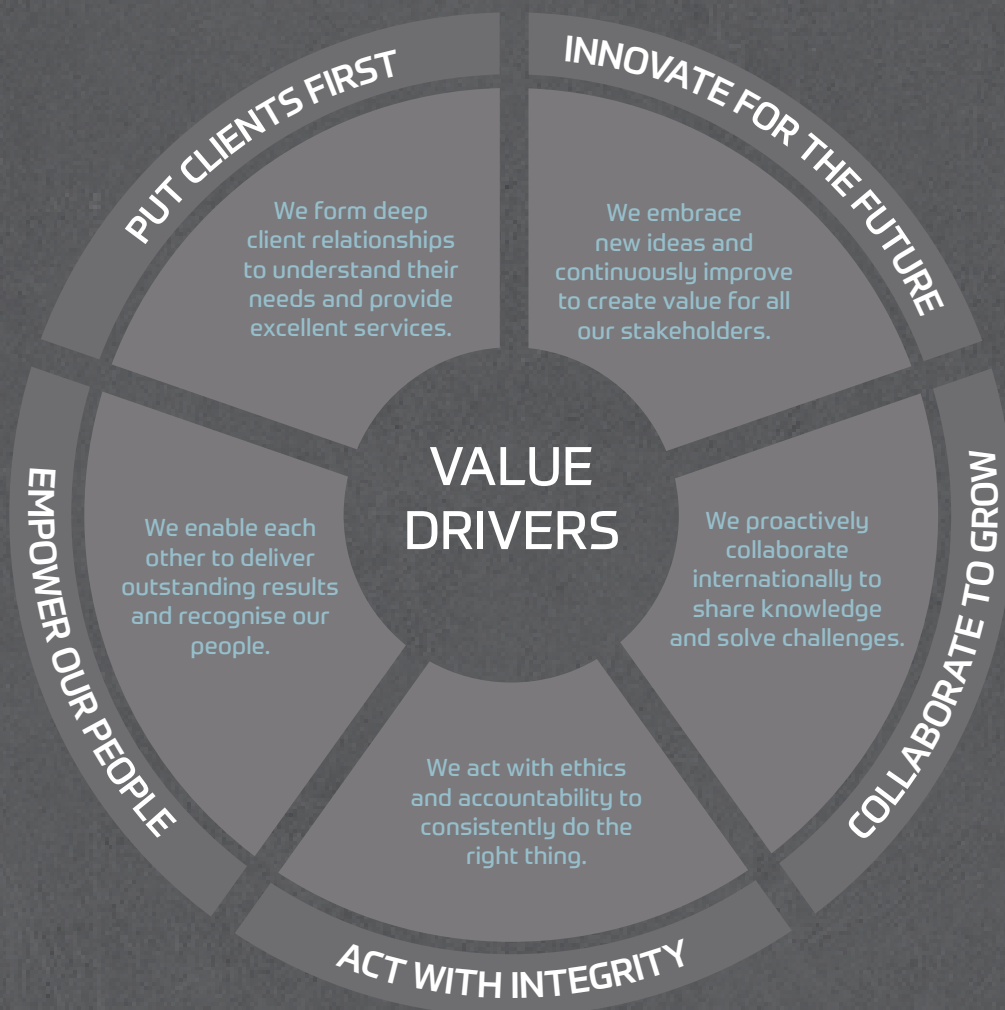 PUT CLIENTS FIRST
We form deep
client relationships
to understand their
needs and provide
excellent services.
INNOVATE FOR THE FUTURE
We embrace
new ideas and
continuously improve
to create value for all
our stakeholders.
VALUE
DRIVERS
EMPOWER OUR PEOPLE
We enable each
other to deliver
outstanding results
and recognise our
people.
COLLABORATE TO GROW
We proactively
collaborate
internationally to
share knowledge
and solve challenges.
We act with ethics
and accountability to
consistently do the
right thing.
ACT WITH INTEGRITY